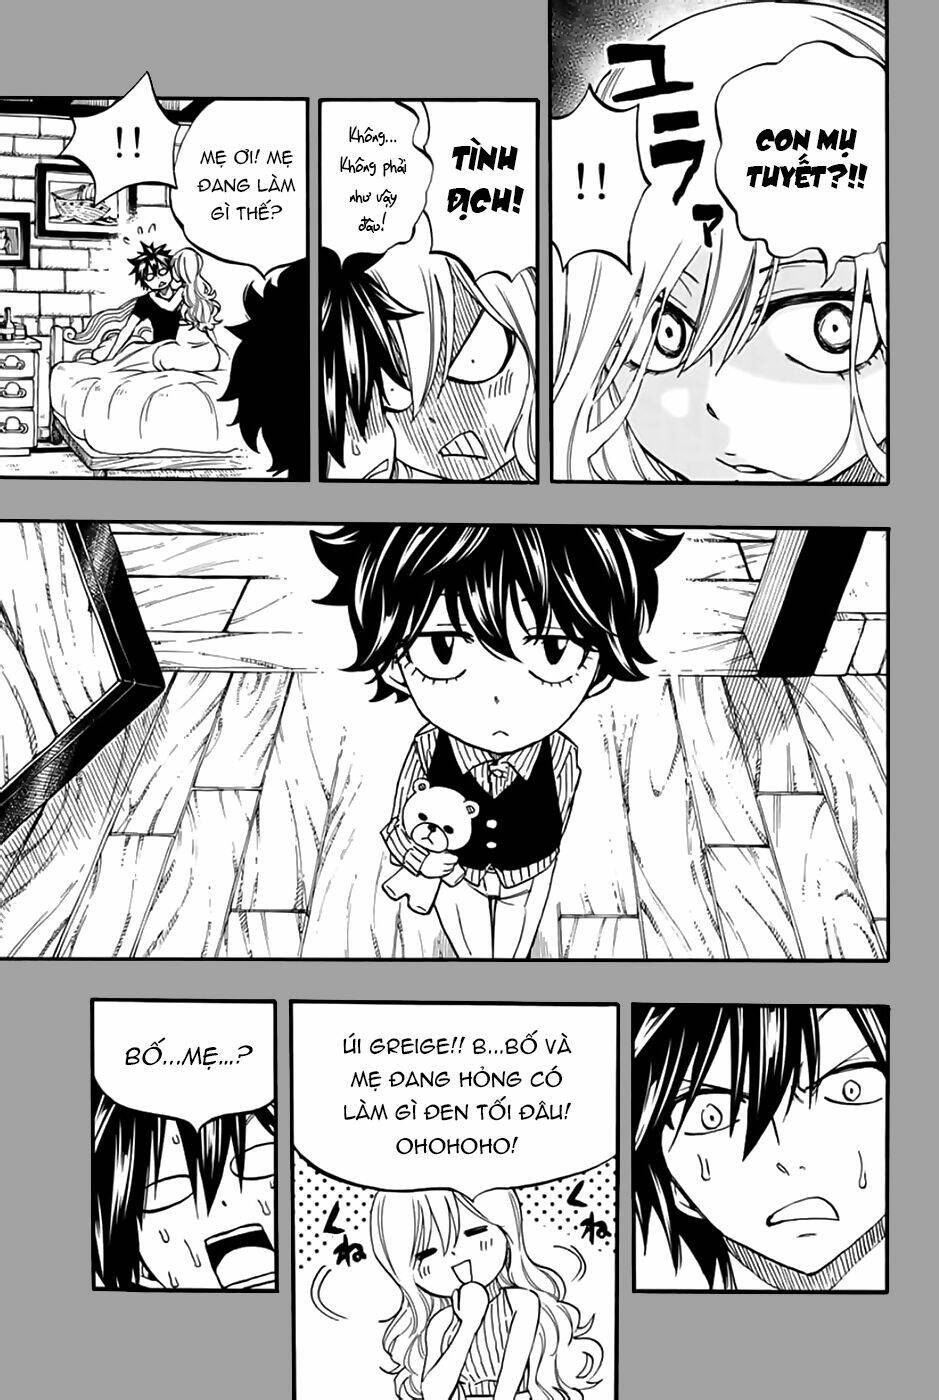 CON MỤ
TUYẾT?!!
ユラァ
!!
TÌNH
ĐỊCH!
Không...
Không phải
như vậy
đâu!
MẸ ƠI! MẸ
ĐANG LÀM
GÌ THẾ?
!!
ÚI GREIGE!! B...BỐ VÀ
MẸ ĐANG HỎNG CÓ
LÀM GÌ ĐEN TỐI ĐÂU!
OHOHOHO!
くね
くね
BỐ...MẸ...?